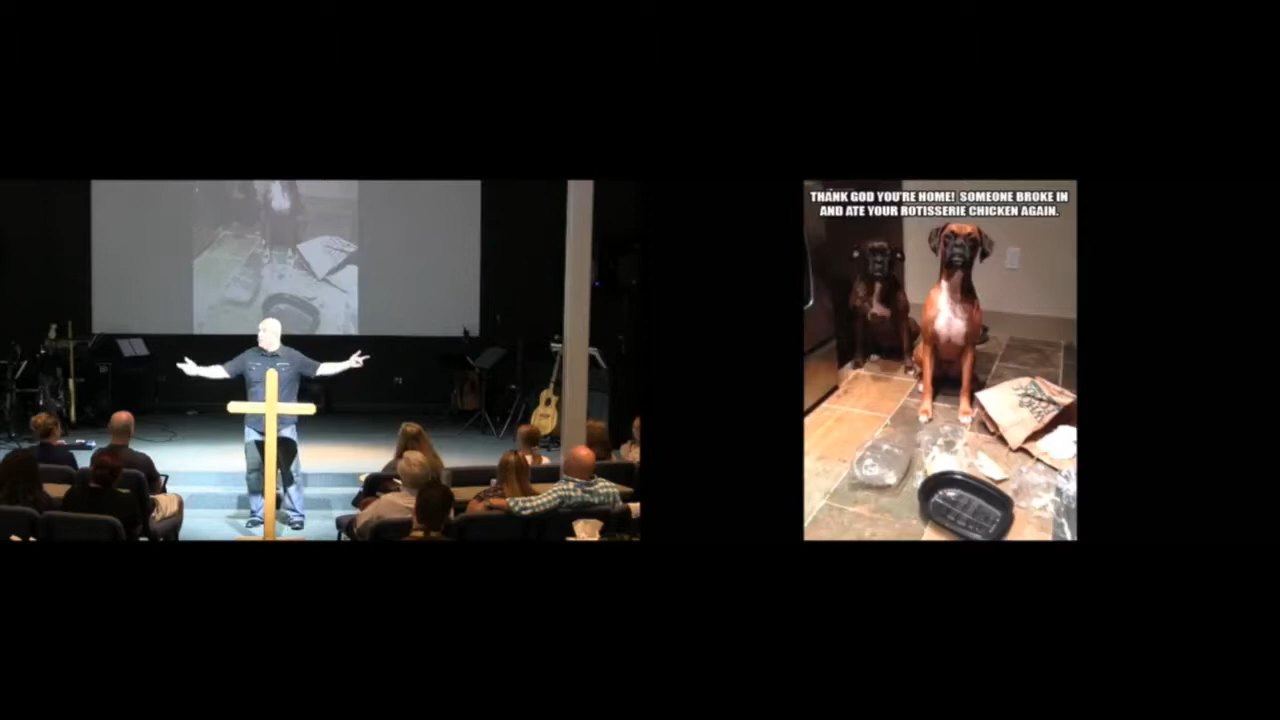 THANK GOD YOU'RE HOME! SOMEONE BROKE IN
AND ATE YOUR ROTISSERIE CHICKEN AGAIN.